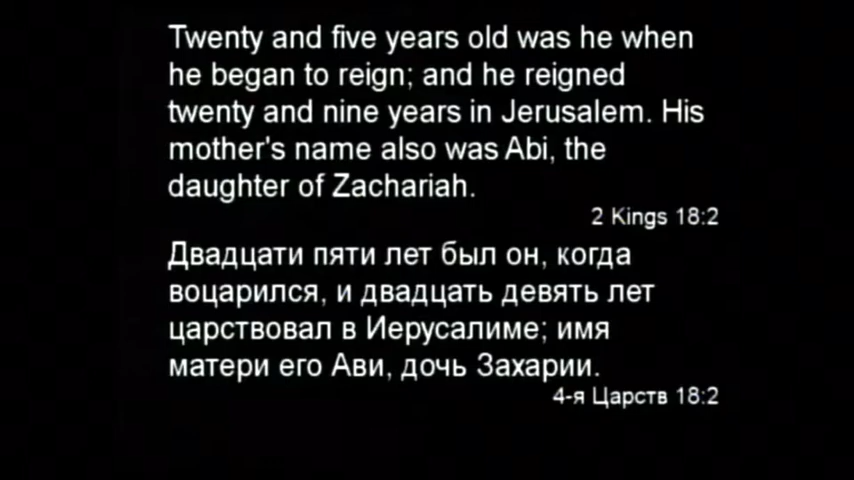 Twenty and five years old was he when
he began to reign; and he reigned
twenty and nine years in Jerusalem. His
mother's name also was Abi, the
daughter of Zachariah.
2 Kings 18:2
Двадцати пяти лет был он, когда
воцарился, и двадцать девять лет
царствовал в Иерусалиме; имя
матери его Ави, дочь Захарии.
4-я Царств 18:2